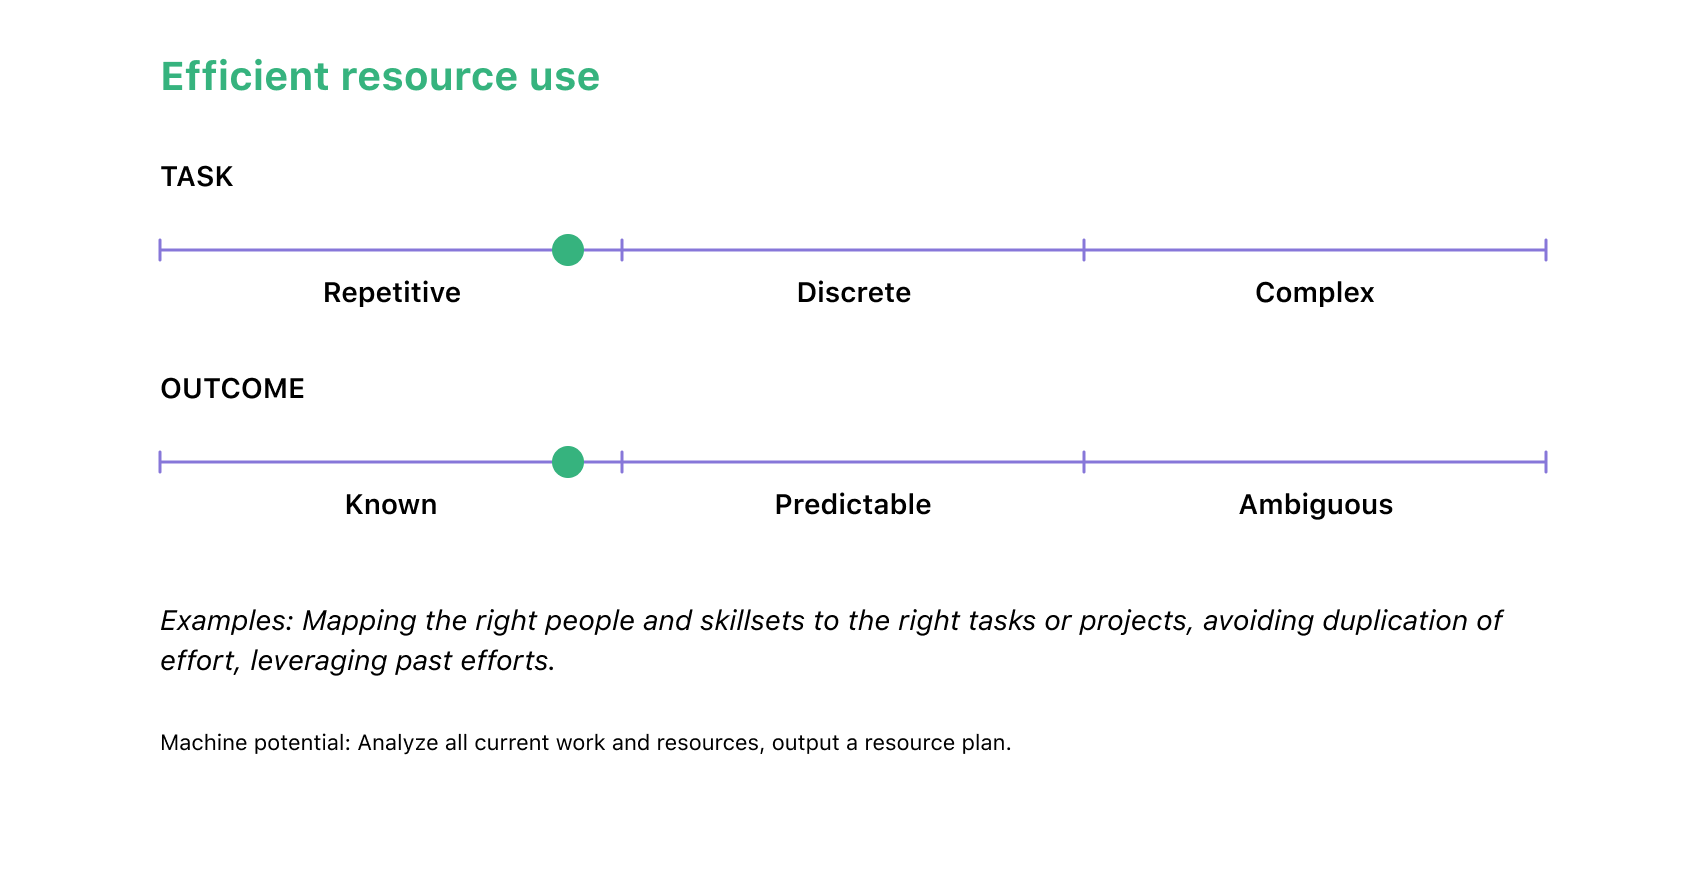 Efficient resource use
TASK
Repetitive Discrete Complex
OUTCOME
Known Predictable Ambiguous
Examples: Mapping the right people and skillsets to the right tasks or projects, avoiding duplication of
effort, leveraging past efforts.
Machine potential: Analyze all current work and resources, output a resource plan.